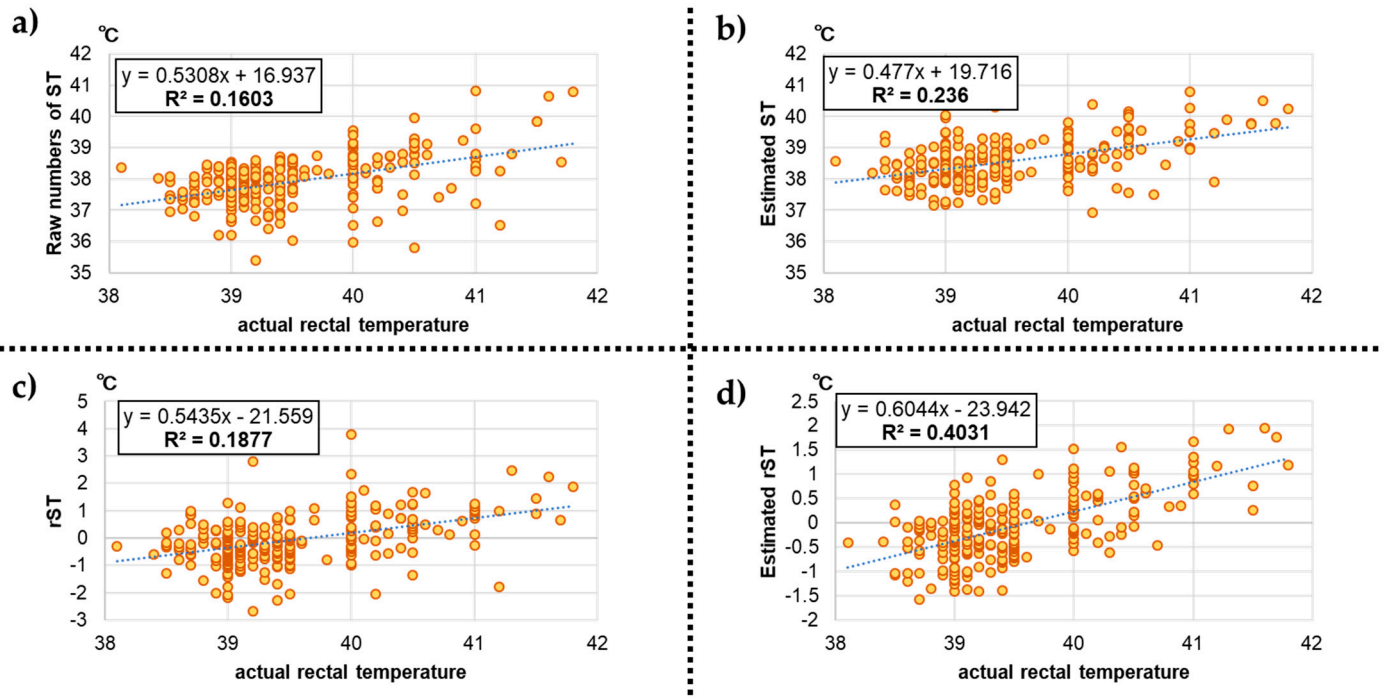 a)
°C
y = 0.5308x + 16.937
R² = 0.1603
Raw numbers of ST
42
41
40
39
38
37
36
35
38 39 40 41 42
actual rectal temperature
b)
°C
y = 0.477x + 19.716
R² = 0.236
Estimated ST
42
41
40
39
38
37
36
35
38 39 40 41 42
actual rectal temperature
c)
°C
y = 0.5435x - 21.559
R² = 0.1877
rST
5
4
3
2
1
0
-1
-2
-3
38 39 40 41 42
actual rectal temperature
d)
°C
y = 0.6044x - 23.942
R² = 0.4031
Estimated rST
2.5
2
1.5
1
0.5
0
-0.5
-1
-1.5
-2
38 39 40 41 42
actual rectal temperature